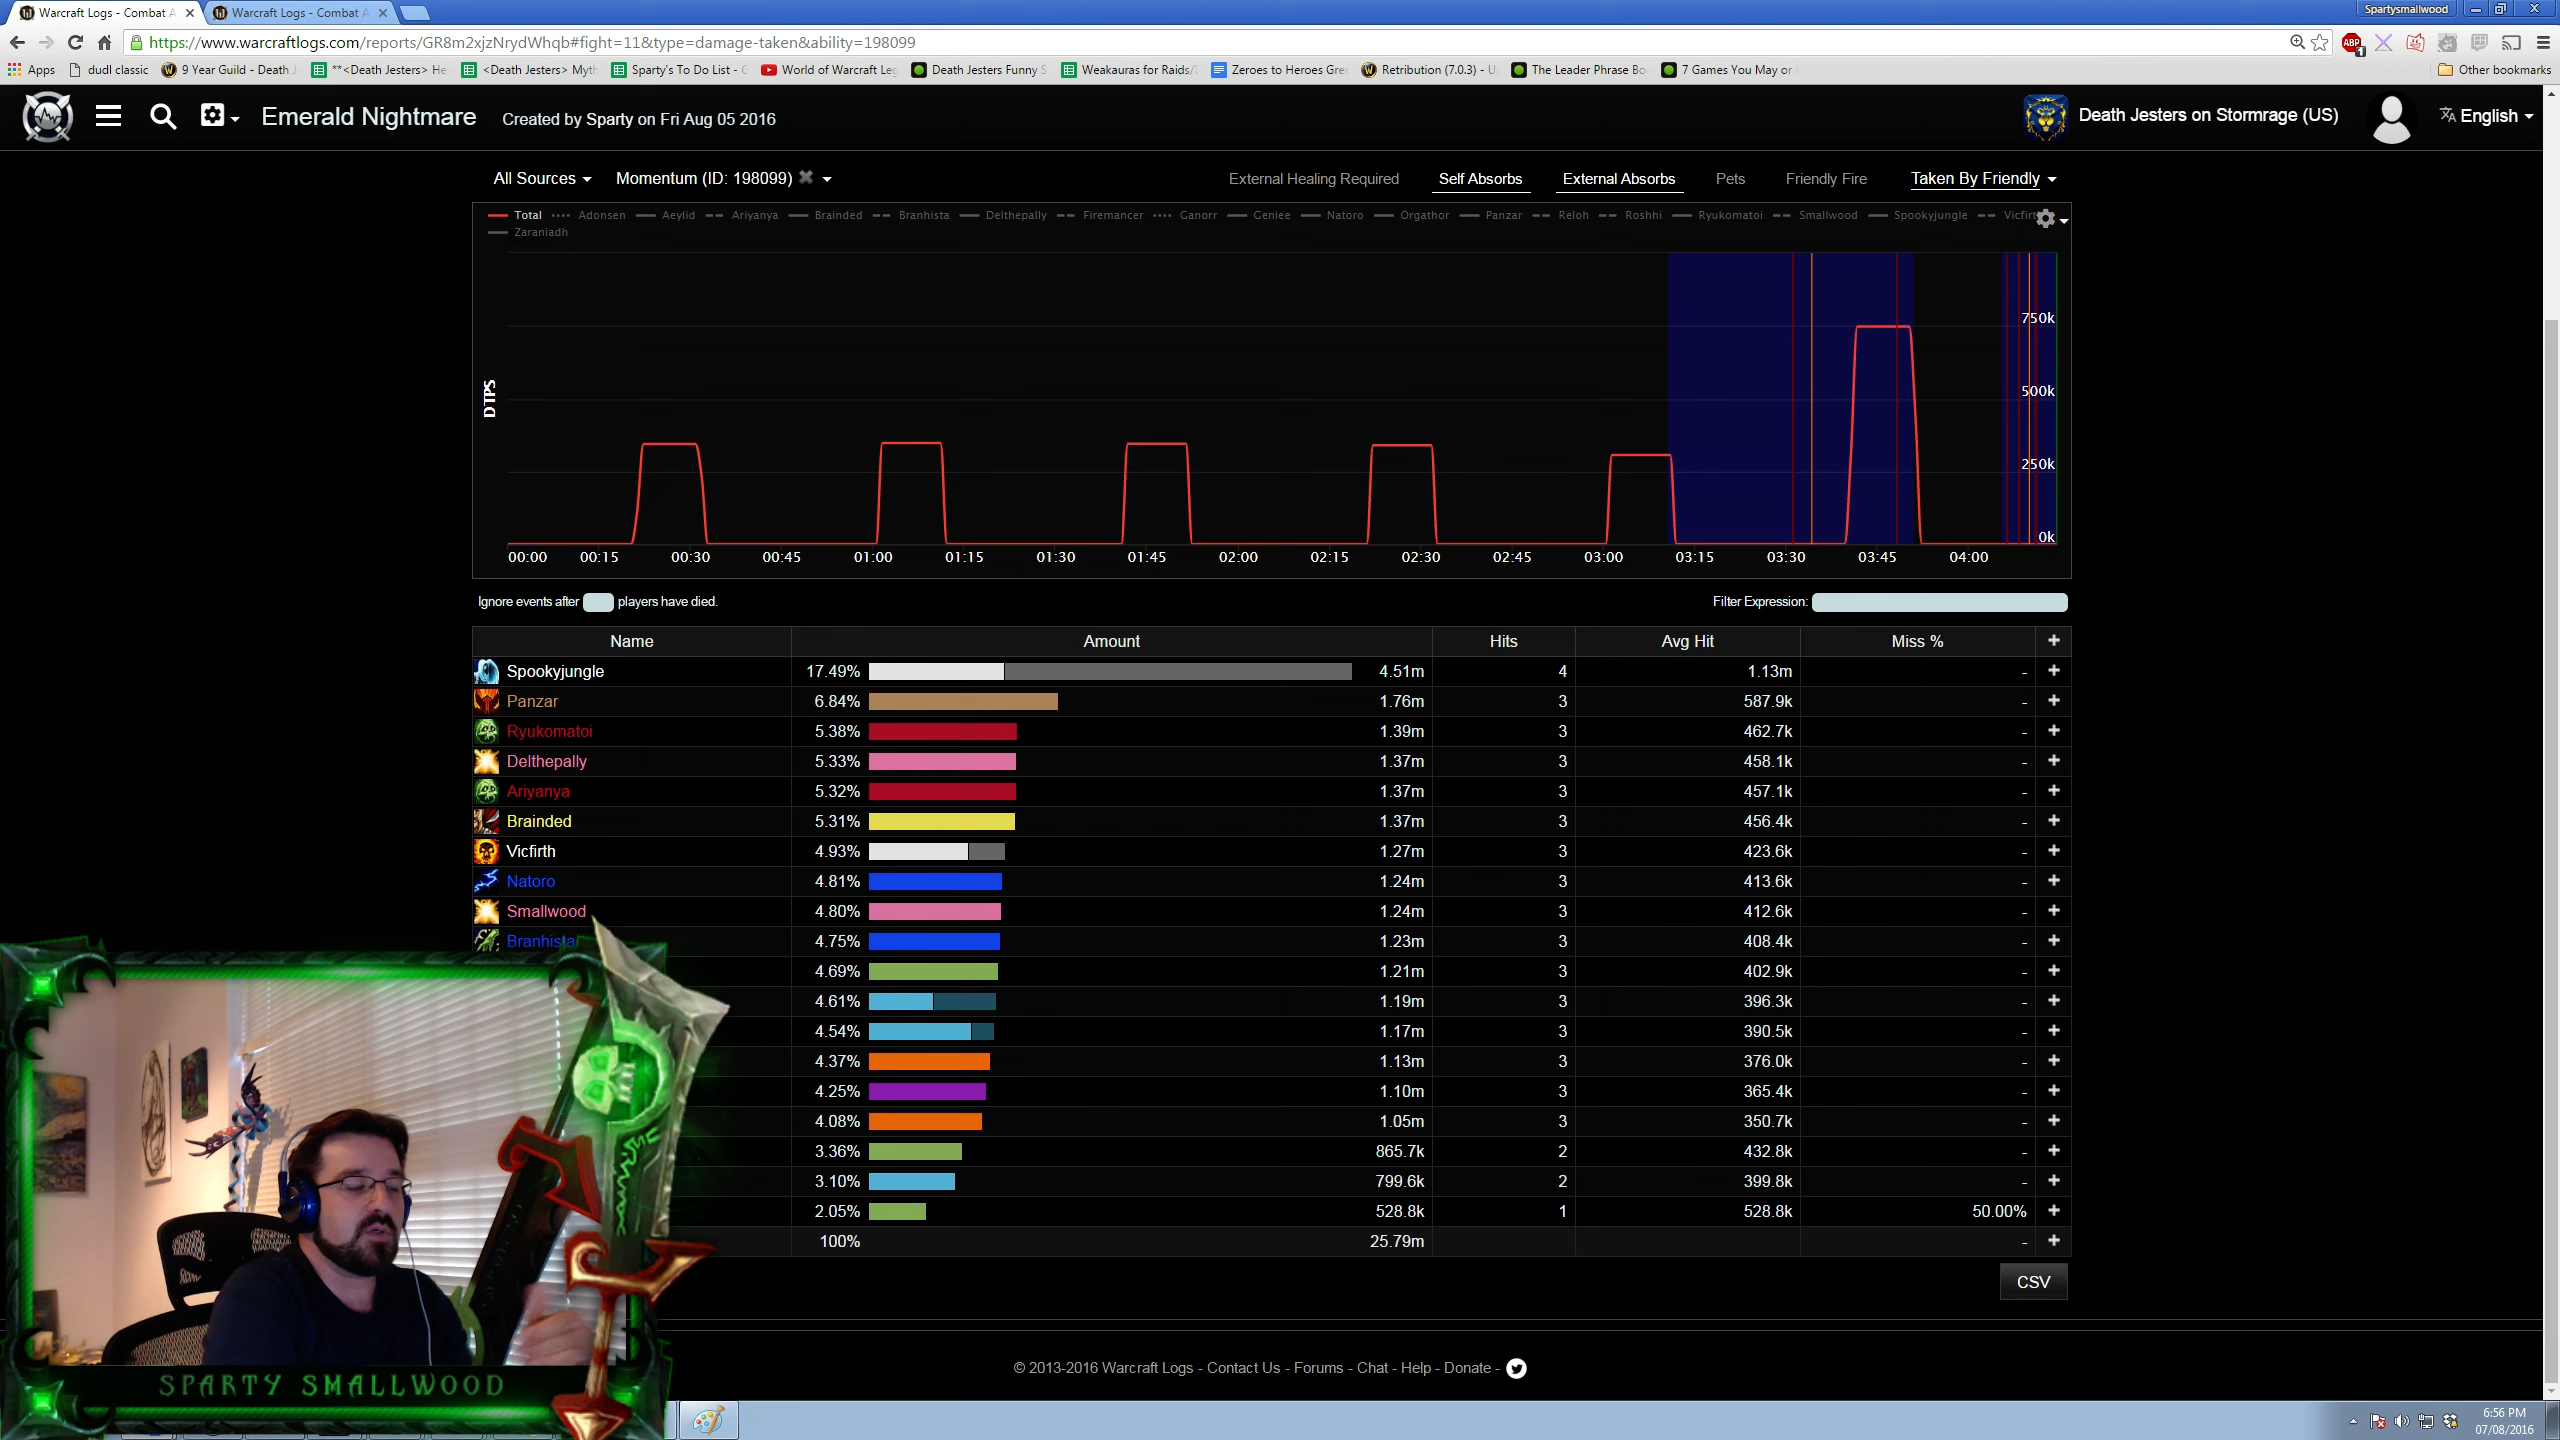 Warcraft Logs - Combat A
Warcraft Logs - Combat A
Spartysmallwood
https://www.warcraftlogs.com/reports/GR8m2xjzNrydWhqb#fight=11&type=damage-taken&ability=198099
Apps dudl classic 9 Year Guild - Death J **<Death Jesters> He <Death Jesters> Myth Sparty's To Do List - G World of Warcraft Leg Death Jesters Funny S Weakauras for Raids/ Zeroes to Heroes Gre Retribution (7.0.3) - U The Leader Phrase Bo 7 Games You May or Other bookmarks
Emerald Nightmare Created by Sparty on Fri Aug 05 2016 Death Jesters on Stormrage (US) English
All Sources Momentum (ID: 198099) External Healing Required Self Absorbs External Absorbs Pets Friendly Fire Taken By Friendly
Total Adonsen Aeylid Ariyanya Brainded Branhista Delthepally Firemancer Ganorr Geniee Natoro Orgathor Panzar Reloh Roshhi Ryukomatoi Smallwood Spookyjungle Vicfirt
Zaraniadh
750k
DTPS
500k
250k
0k
00:00 00:15 00:30 00:45 01:00 01:15 01:30 01:45 02:00 02:15 02:30 02:45 03:00 03:15 03:30 03:45 04:00
Ignore events after players have died. Filter Expression:
Name Amount Hits Avg Hit Miss % +
Spookyjungle 17.49% 4.51m 4 1.13m - +
Panzar 6.84% 1.76m 3 587.9k - +
Ryukomatoi 5.38% 1.39m 3 462.7k - +
Delthepally 5.33% 1.37m 3 458.1k - +
Ariyanya 5.32% 1.37m 3 457.1k - +
Brainded 5.31% 1.37m 3 456.4k - +
Vicfirth 4.93% 1.27m 3 423.6k - +
Natoro 4.81% 1.24m 3 413.6k - +
Smallwood 4.80% 1.24m 3 412.6k - +
Branhista 4.75% 1.23m 3 408.4k - +
4.69% 1.21m 3 402.9k - +
4.61% 1.19m 3 396.3k - +
4.54% 1.17m 3 390.5k - +
4.37% 1.13m 3 376.0k - +
4.25% 1.10m 3 365.4k - +
4.08% 1.05m 3 350.7k - +
3.36% 865.7k 2 432.8k - +
3.10% 799.6k 2 399.8k - +
2.05% 528.8k 1 528.8k 50.00% +
100% 25.79m - +
CSV
© 2013-2016 Warcraft Logs - Contact Us - Forums - Chat - Help - Donate -
SPARTY SMALLWOOD
6:56 PM
07/08/2016